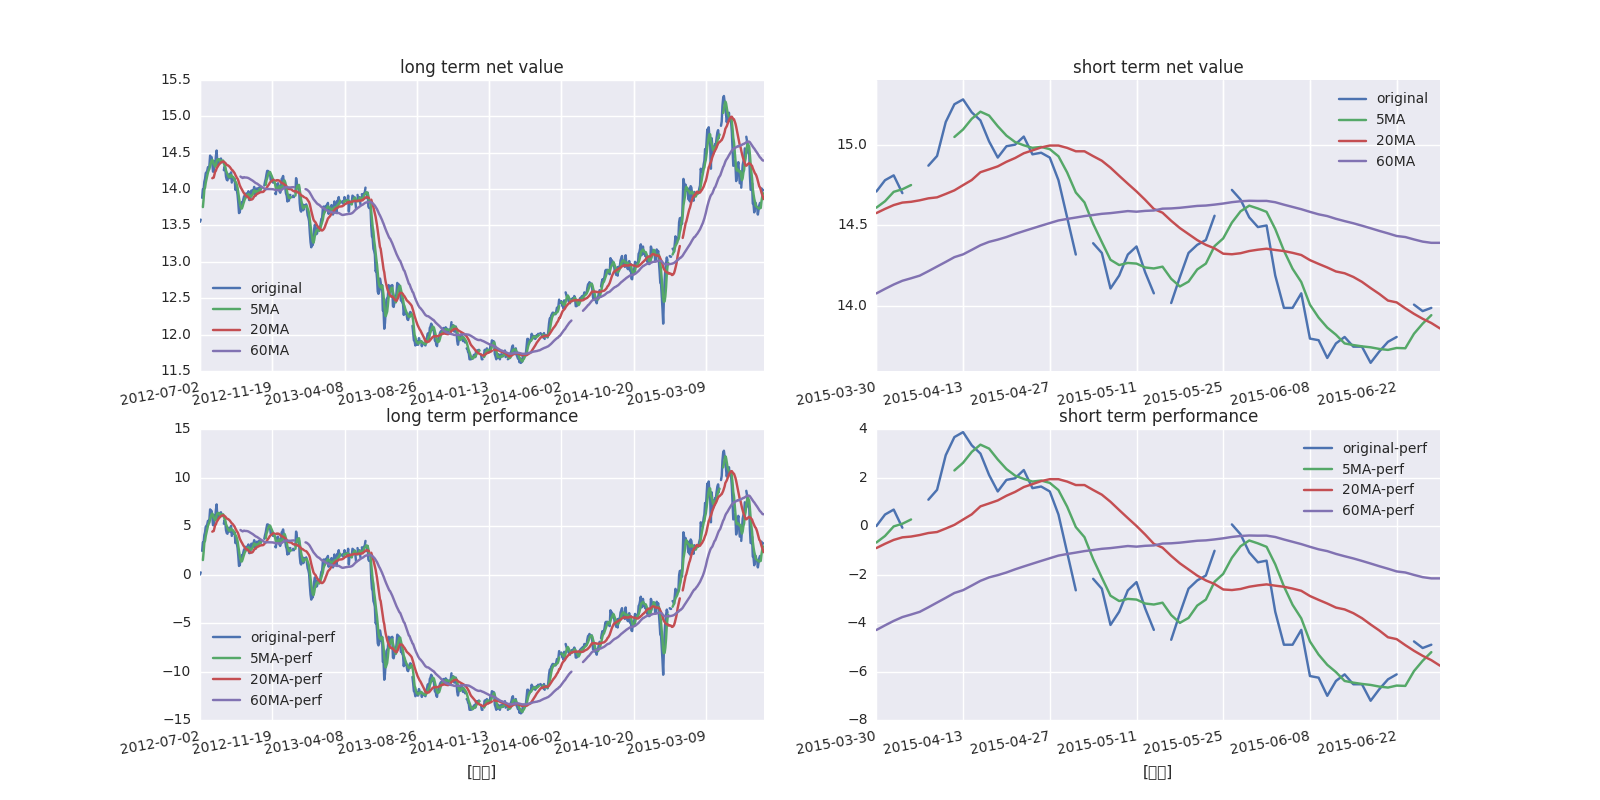 long term net value
15.5
15.0
14.5
14.0
13.5
13.0
12.5
12.0
11.5
original
5MA
20MA
60MA
2012-07-02 2012-11-19 2013-04-08 2013-08-26 2014-01-13 2014-06-02 2014-10-20 2015-03-09
short term net value
15.0
14.5
14.0
original
5MA
20MA
60MA
2015-03-30 2015-04-13 2015-04-27 2015-05-11 2015-05-25 2015-06-08 2015-06-22
long term performance
15
10
5
0
−5
−10
−15
original-perf
5MA-perf
20MA-perf
60MA-perf
2012-07-02 2012-11-19 2013-04-08 2013-08-26 2014-01-13 2014-06-02 2014-10-20 2015-03-09
[▯▯]
short term performance
4
2
0
−2
−4
−6
−8
original-perf
5MA-perf
20MA-perf
60MA-perf
2015-03-30 2015-04-13 2015-04-27 2015-05-11 2015-05-25 2015-06-08 2015-06-22
[▯▯]